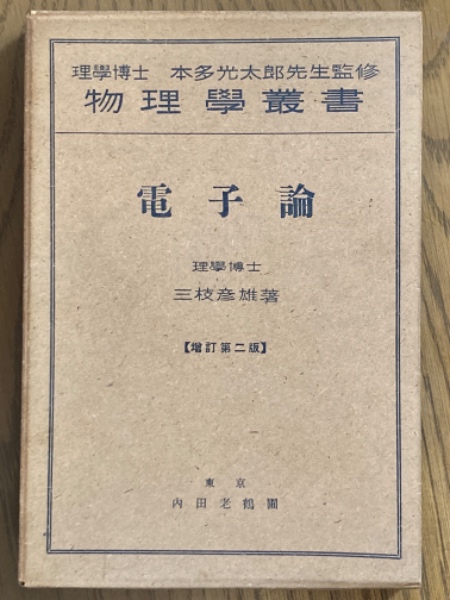 理學博士 本多光太郎先生監修
物理學叢書
電子論
理學博士
三枝彦雄著
【増訂第二版】
東京
内田老鶴圃